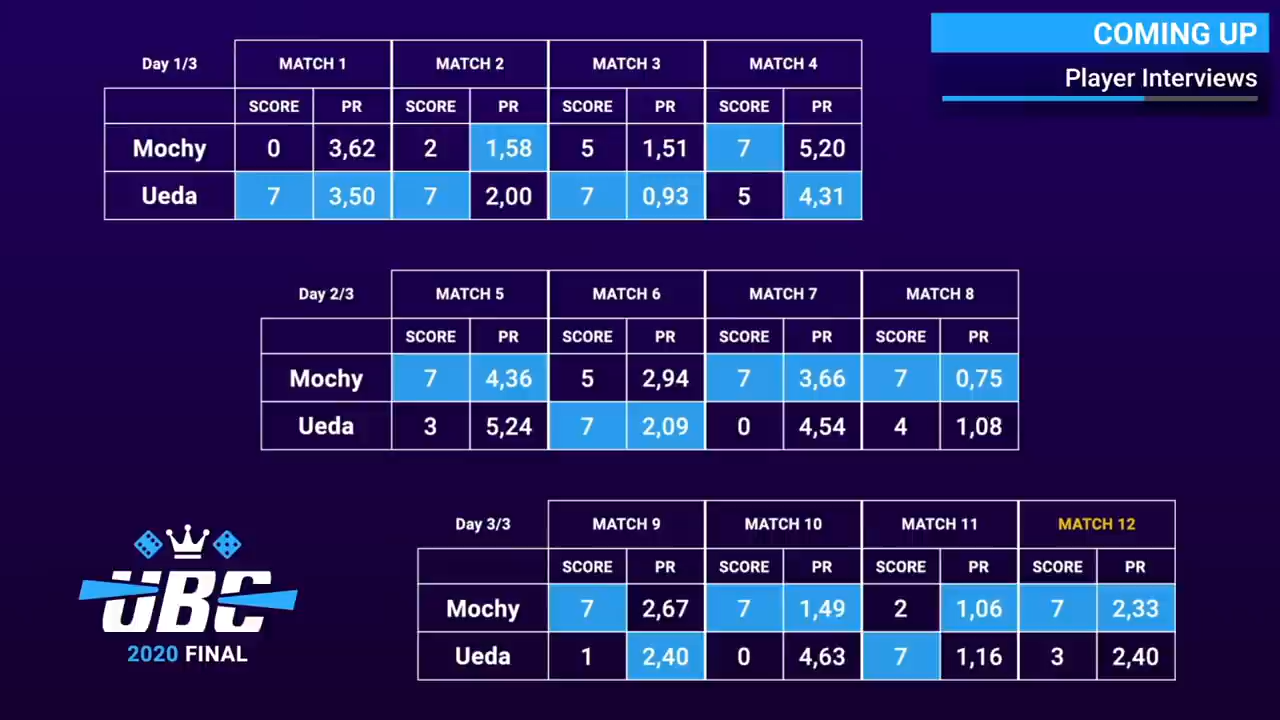 COMING UP
Player Interviews
Day 1/3 MATCH 1 MATCH 2 MATCH 3 MATCH 4
SCORE PR SCORE PR SCORE PR SCORE PR
Mochy 0 3,62 2 1,58 5 1,51 7 5,20
Ueda 7 3,50 7 2,00 7 0,93 5 4,31
Day 2/3 MATCH 5 MATCH 6 MATCH 7 MATCH 8
SCORE PR SCORE PR SCORE PR SCORE PR
Mochy 7 4,36 5 2,94 7 3,66 7 0,75
Ueda 3 5,24 7 2,09 0 4,54 4 1,08
Day 3/3 MATCH 9 MATCH 10 MATCH 11 MATCH 12
SCORE PR SCORE PR SCORE PR SCORE PR
Mochy 7 2,67 7 1,49 2 1,06 7 2,33
Ueda 1 2,40 0 4,63 7 1,16 3 2,40
UBC
2020 FINAL